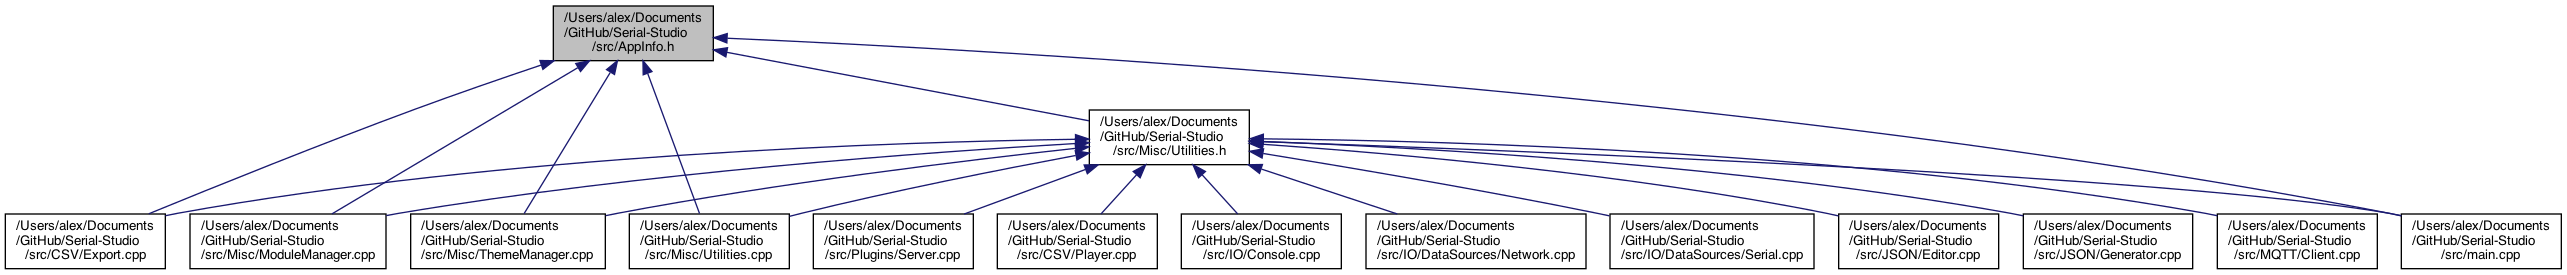 /Users/alex/Documents
/GitHub/Serial-Studio
/src/AppInfo.h
/Users/alex/Documents
/GitHub/Serial-Studio
/src/Misc/Utilities.h
/Users/alex/Documents
/GitHub/Serial-Studio
/src/CSV/Export.cpp
/Users/alex/Documents
/GitHub/Serial-Studio
/src/Misc/ModuleManager.cpp
/Users/alex/Documents
/GitHub/Serial-Studio
/src/Misc/ThemeManager.cpp
/Users/alex/Documents
/GitHub/Serial-Studio
/src/Misc/Utilities.cpp
/Users/alex/Documents
/GitHub/Serial-Studio
/src/Plugins/Server.cpp
/Users/alex/Documents
/GitHub/Serial-Studio
/src/CSV/Player.cpp
/Users/alex/Documents
/GitHub/Serial-Studio
/src/IO/Console.cpp
/Users/alex/Documents
/GitHub/Serial-Studio
/src/IO/DataSources/Network.cpp
/Users/alex/Documents
/GitHub/Serial-Studio
/src/IO/DataSources/Serial.cpp
/Users/alex/Documents
/GitHub/Serial-Studio
/src/JSON/Editor.cpp
/Users/alex/Documents
/GitHub/Serial-Studio
/src/JSON/Generator.cpp
/Users/alex/Documents
/GitHub/Serial-Studio
/src/MQTT/Client.cpp
/Users/alex/Documents
/GitHub/Serial-Studio
/src/main.cpp